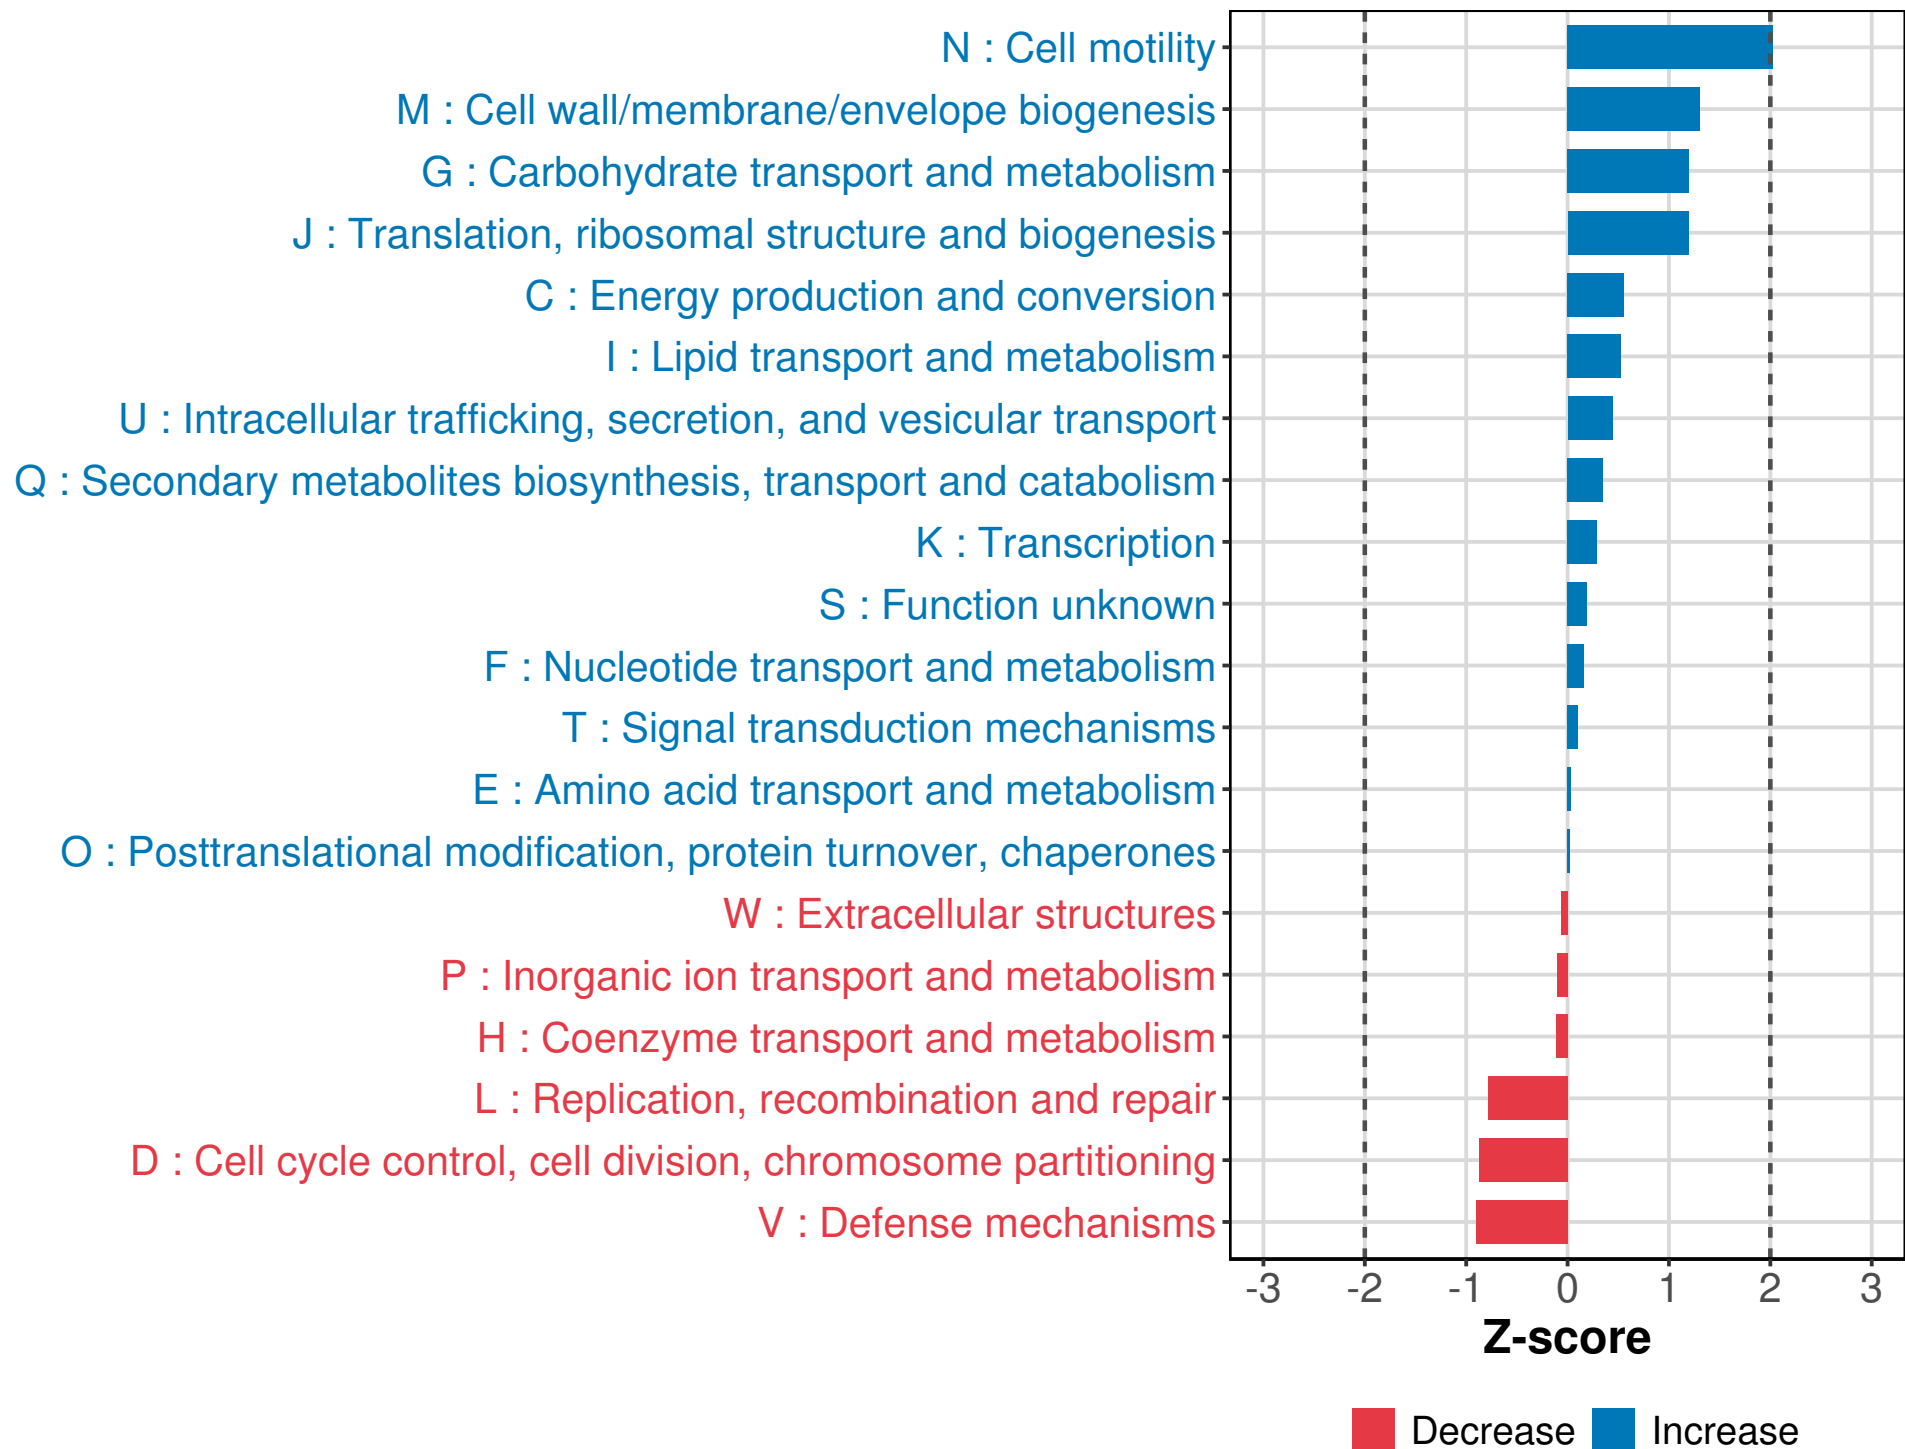 N : Cell motility
M : Cell wall/membrane/envelope biogenesis
G : Carbohydrate transport and metabolism
J : Translation, ribosomal structure and biogenesis
C : Energy production and conversion
I : Lipid transport and metabolism
U : Intracellular trafficking, secretion, and vesicular transport
Q : Secondary metabolites biosynthesis, transport and catabolism
K : Transcription
S : Function unknown
F : Nucleotide transport and metabolism
T : Signal transduction mechanisms
E : Amino acid transport and metabolism
O : Posttranslational modification, protein turnover, chaperones
W : Extracellular structures
P : Inorganic ion transport and metabolism
H : Coenzyme transport and metabolism
L : Replication, recombination and repair
D : Cell cycle control, cell division, chromosome partitioning
V : Defense mechanisms
-3 -2 -1 0 1 2 3
Z-score
Decrease Increase